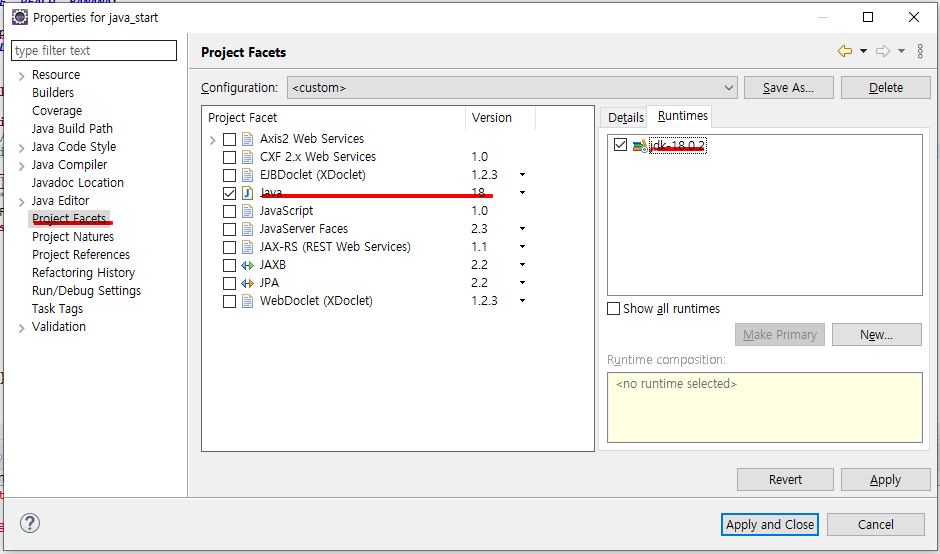 Properties for java_start
type filter text
Project Facets
Resource
Builders
Coverage
Java Build Path
Java Code Style
Java Compiler
Javadoc Location
Java Editor
Project Facets
Project Natures
Project References
Refactoring History
Run/Debug Settings
Task Tags
Validation
Configuration: <custom> Save As... Delete
Project Facet Version
Axis2 Web Services
CXF 2.x Web Services 1.0
EJBDoclet (XDoclet) 1.2.3
Java 18
JavaScript 1.0
JavaServer Faces 2.3
JAX-RS (REST Web Services) 1.1
JAXB 2.2
JPA 2.2
WebDoclet (XDoclet) 1.2.3
Details Runtimes
jdk-18.0.2
Show all runtimes
Make Primary New...
Runtime composition:
<no runtime selected>
Revert Apply
Apply and Close Cancel